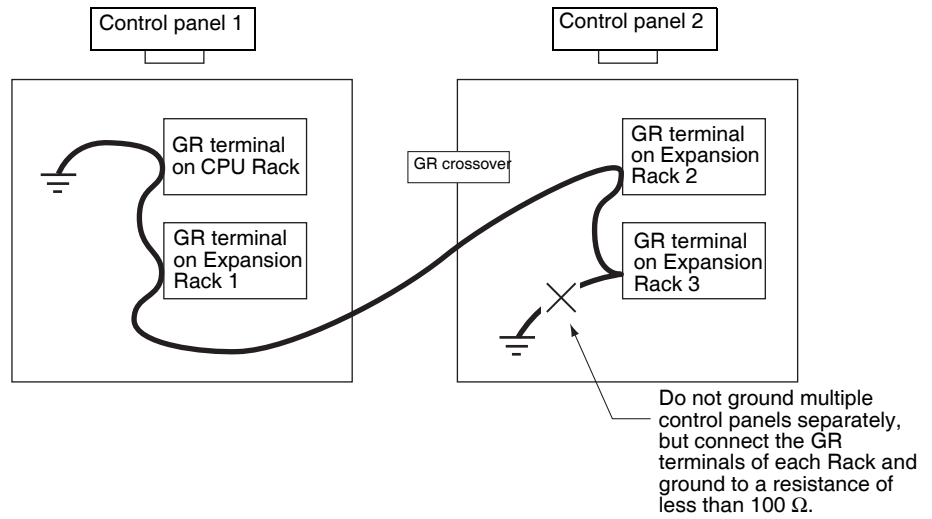 Control panel 1
Control panel 2
GR terminal
on CPU Rack
GR terminal
on Expansion
Rack 1
GR crossover
GR terminal
on Expansion
Rack 2
GR terminal
on Expansion
Rack 3
Do not ground multiple
control panels separately,
but connect the GR
terminals of each Rack and
ground to a resistance of
less than 100 Ω.